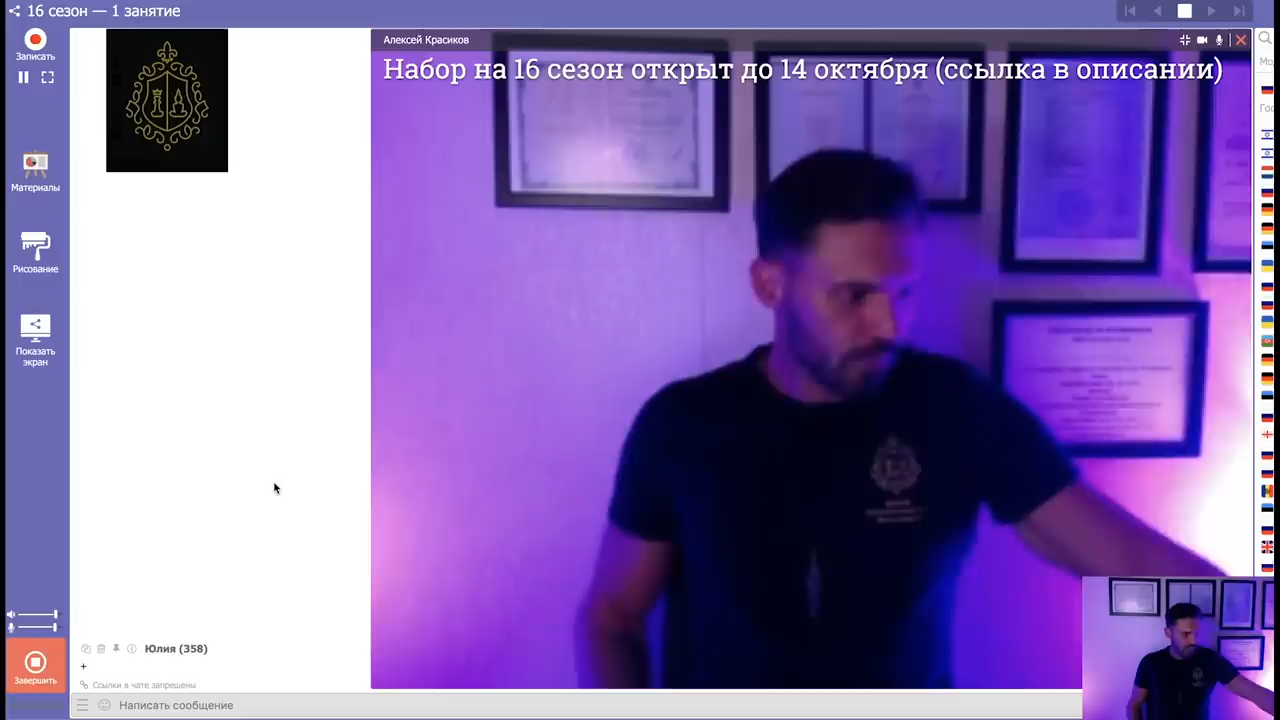 16 сезон — 1 занятие
Записать
Материалы
Рисование
Показать
экран
Завершить
Алексей Красиков
Набор на 16 сезон открыт до 14 октября (ссылка в описании)
Юлия (358)
+
Ссылки в чате запрещены
Написать сообщение